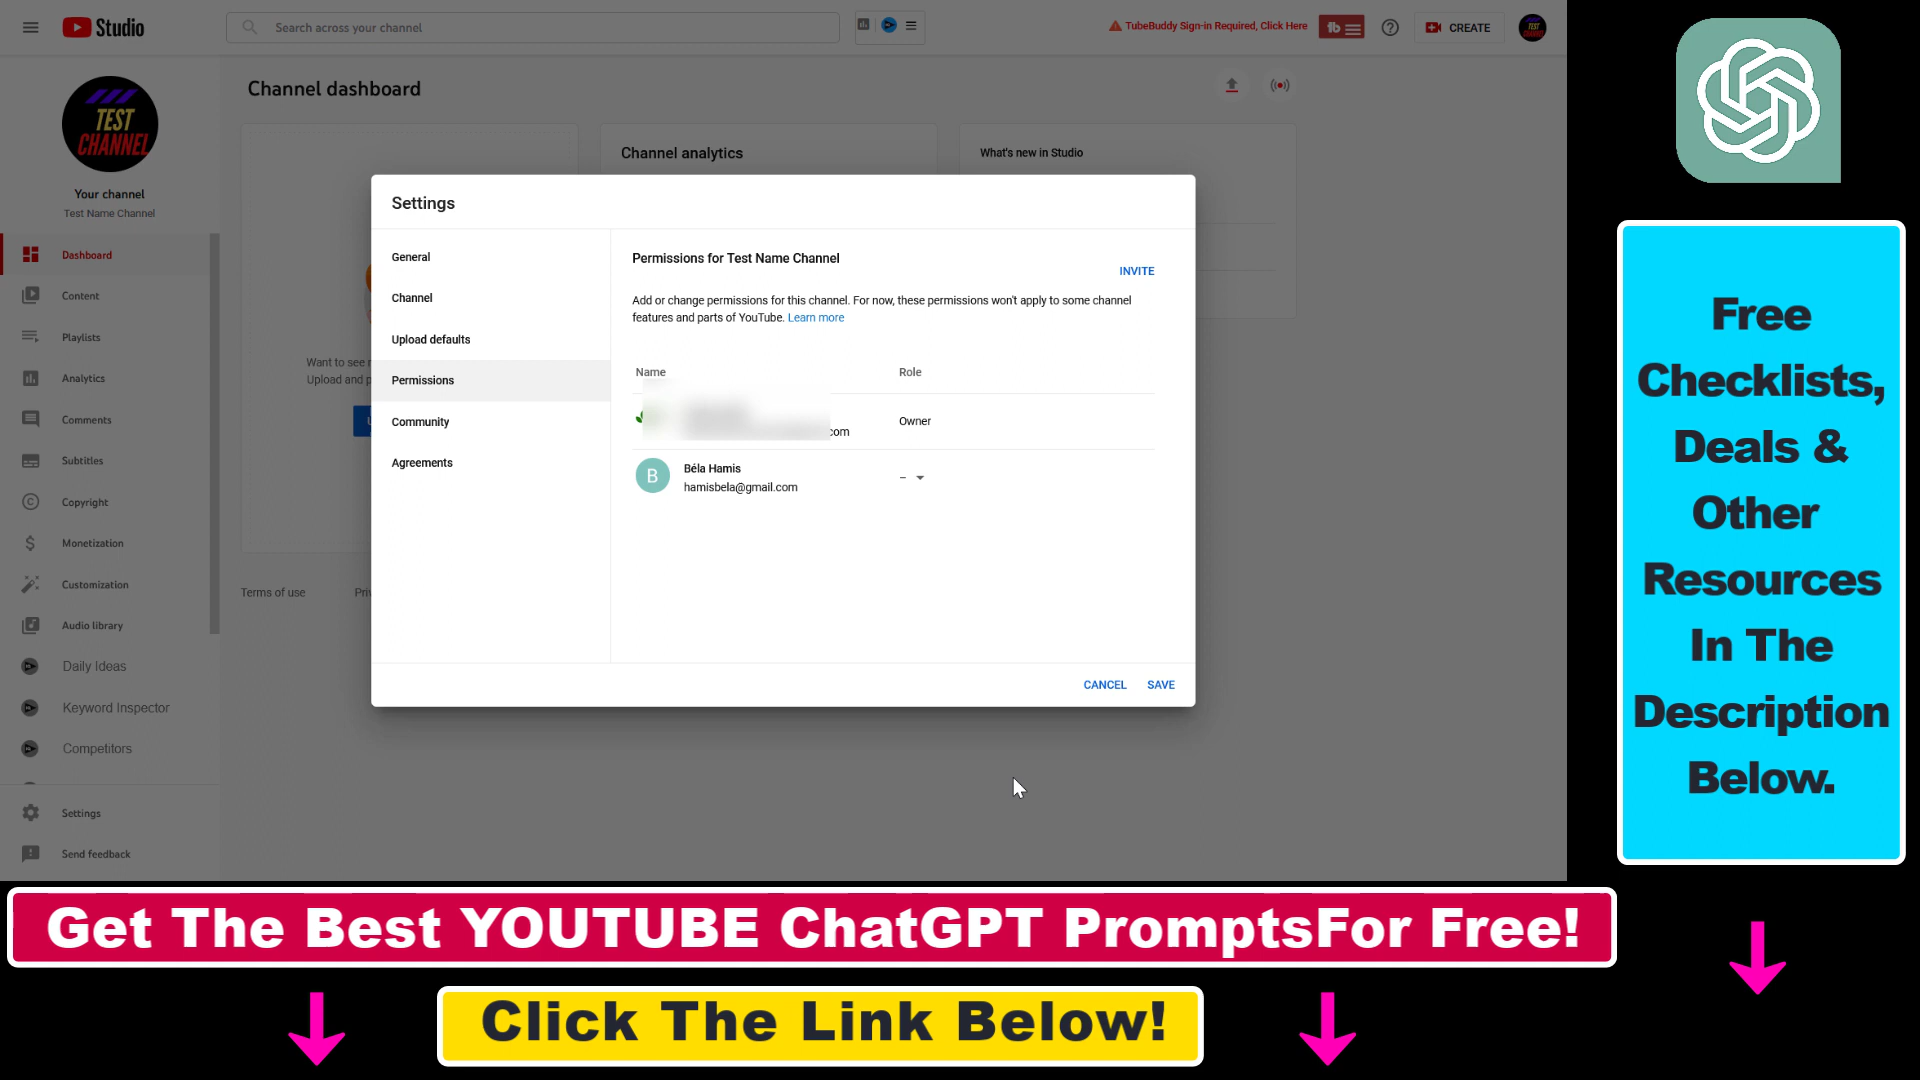 Studio
Search across your channel
TubeBuddy Sign-in Required, Click Here
tb
CREATE
TEST
CHANNEL
Your channel
Test Name Channel
Dashboard
Content
Playlists
Analytics
Comments
Subtitles
Copyright
Monetization
Customization
Audio library
Daily Ideas
Keyword Inspector
Competitors
Settings
Send feedback
Channel dashboard
Channel analytics
What's new in Studio
Want to see
Upload and
Terms of use
Settings
General
Channel
Upload defaults
Permissions
Community
Agreements
Permissions for Test Name Channel
INVITE
Add or change permissions for this channel. For now, these permissions won't apply to some channel
features and parts of YouTube. Learn more
Name
Role
com
Owner
B
Béla Hamis
hamisbela@gmail.com
–
CANCEL
SAVE
Free
Checklists,
Deals &
Other
Resources
In The
Description
Below.
Get The Best YOUTUBE ChatGPT PromptsFor Free!
Click The Link Below!